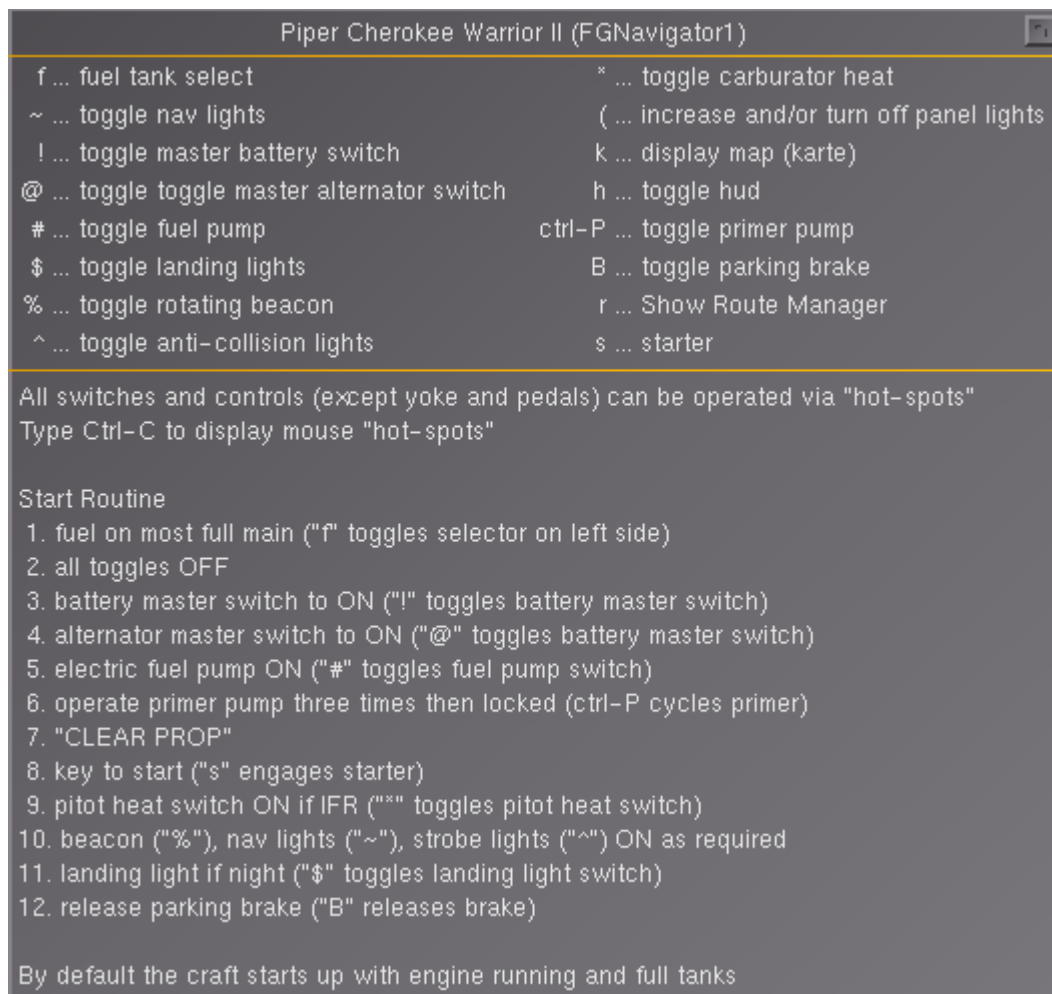 Piper Cherokee Warrior II (FGNavigator1)
f ... fuel tank select
~ ... toggle nav lights
! ... toggle master battery switch
@ ... toggle toggle master alternator switch
# ... toggle fuel pump
$ ... toggle landing lights
% ... toggle rotating beacon
^ ... toggle anti-collision lights
* ... toggle carburator heat
( ... increase and/or turn off panel lights
k ... display map (karte)
h ... toggle hud
ctrl-P ... toggle primer pump
B ... toggle parking brake
r ... Show Route Manager
s ... starter
All switches and controls (except yoke and pedals) can be operated via "hot-spots"
Type Ctrl-C to display mouse "hot-spots"
Start Routine
1. fuel on most full main ("f" toggles selector on left side)
2. all toggles OFF
3. battery master switch to ON ("!" toggles battery master switch)
4. alternator master switch to ON ("@" toggles battery master switch)
5. electric fuel pump ON ("#" toggles fuel pump switch)
6. operate primer pump three times then locked (ctrl-P cycles primer)
7. "CLEAR PROP"
8. key to start ("s" engages starter)
9. pitot heat switch ON if IFR ("*" toggles pitot heat switch)
10. beacon ("%"), nav lights ("~"), strobe lights ("^") ON as required
11. landing light if night ("$" toggles landing light switch)
12. release parking brake ("B" releases brake)
By default the craft starts up with engine running and full tanks